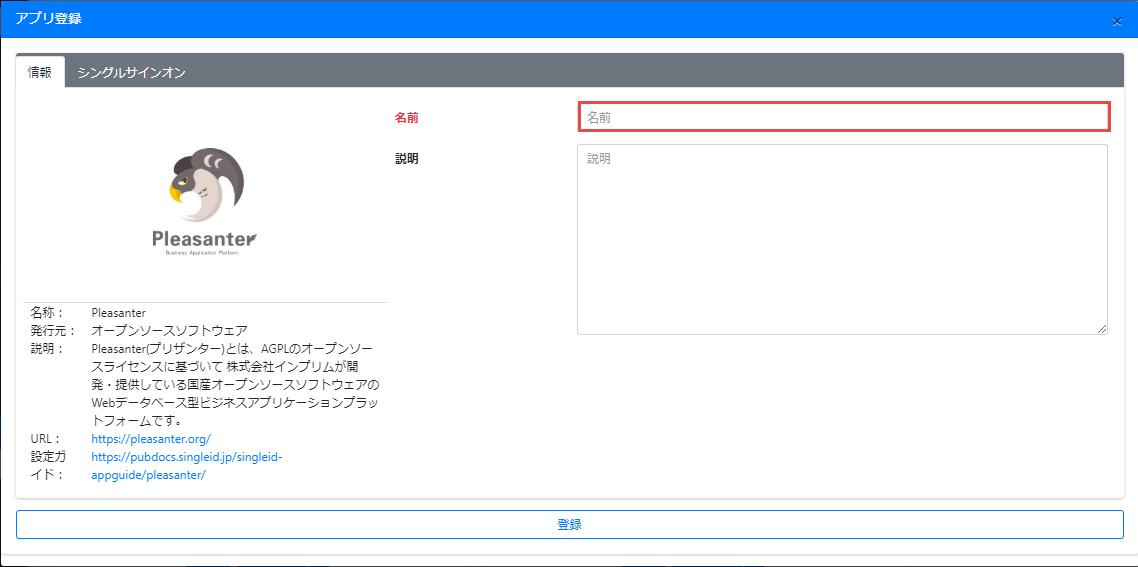 アプリ登録
×
情報 シングルサインオン
Pleasanter
Business Application Platform
名称： Pleasanter
発行元： オープンソースソフトウェア
説明： Pleasanter(プリザンター)とは、AGPLのオープンソー
スライセンスに基づいて 株式会社インプリムが開
発・提供している国産オープンソースソフトウェアの
Webデータベース型ビジネスアプリケーションプラッ
トフォームです。
URL： https://pleasanter.org/
設定ガ https://pubdocs.singleid.jp/singleid-
イド： appguide/pleasanter/
名前 名前
説明 説明
登録